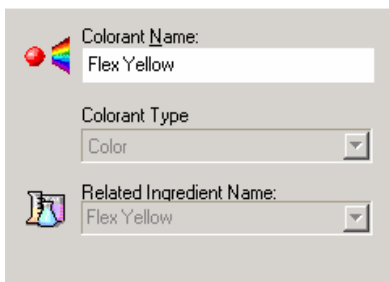 Colorant Name:
Flex Yellow
Colorant Type
Color
Related Ingredient Name:
Flex Yellow